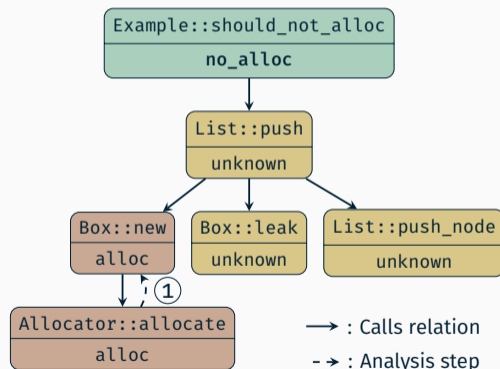 Example::should_not_alloc
no_alloc
List::push
unknown
Box::new
alloc
Box::leak
unknown
List::push_node
unknown
1
Allocator::allocate
alloc
: Calls relation
: Analysis step